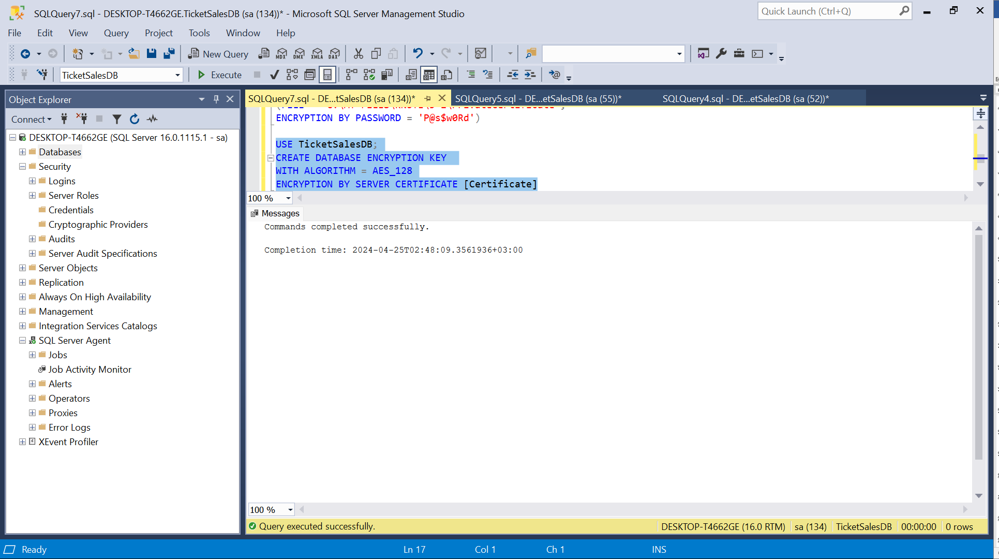 SQLQuery7.sql - DESKTOP-T4662GE.TicketSalesDB (sa (134))* - Microsoft SQL Server Management Studio
Quick Launch (Ctrl+Q)
File Edit View Query Project Tools Window Help
New Query MDX DMX XMLA DAX
TicketSalesDB Execute
Object Explorer
SQLQuery7.sql - DE...tSalesDB (sa (134))* SQLQuery5.sql - DE...etSalesDB (sa (55))* SQLQuery4.sql - DE...etSalesDB (sa (52))*
Connect
DESKTOP-T4662GE (SQL Server 16.0.1115.1 - sa)
Databases
Security
Logins
Server Roles
Credentials
Cryptographic Providers
Audits
Server Audit Specifications
Server Objects
Replication
Always On High Availability
Management
Integration Services Catalogs
SQL Server Agent
Jobs
Job Activity Monitor
Alerts
Operators
Proxies
Error Logs
XEvent Profiler
ENCRYPTION BY PASSWORD = 'P@s$w0Rd')
USE TicketSalesDB;
CREATE DATABASE ENCRYPTION KEY
WITH ALGORITHM = AES_128
ENCRYPTION BY SERVER CERTIFICATE [Certificate]
100 %
Messages
Commands completed successfully.
Completion time: 2024-04-25T02:48:09.3561936+03:00
100 %
Query executed successfully. DESKTOP-T4662GE (16.0 RTM) sa (134) TicketSalesDB 00:00:00 0 rows
Ready Ln 17 Col 1 Ch 1 INS